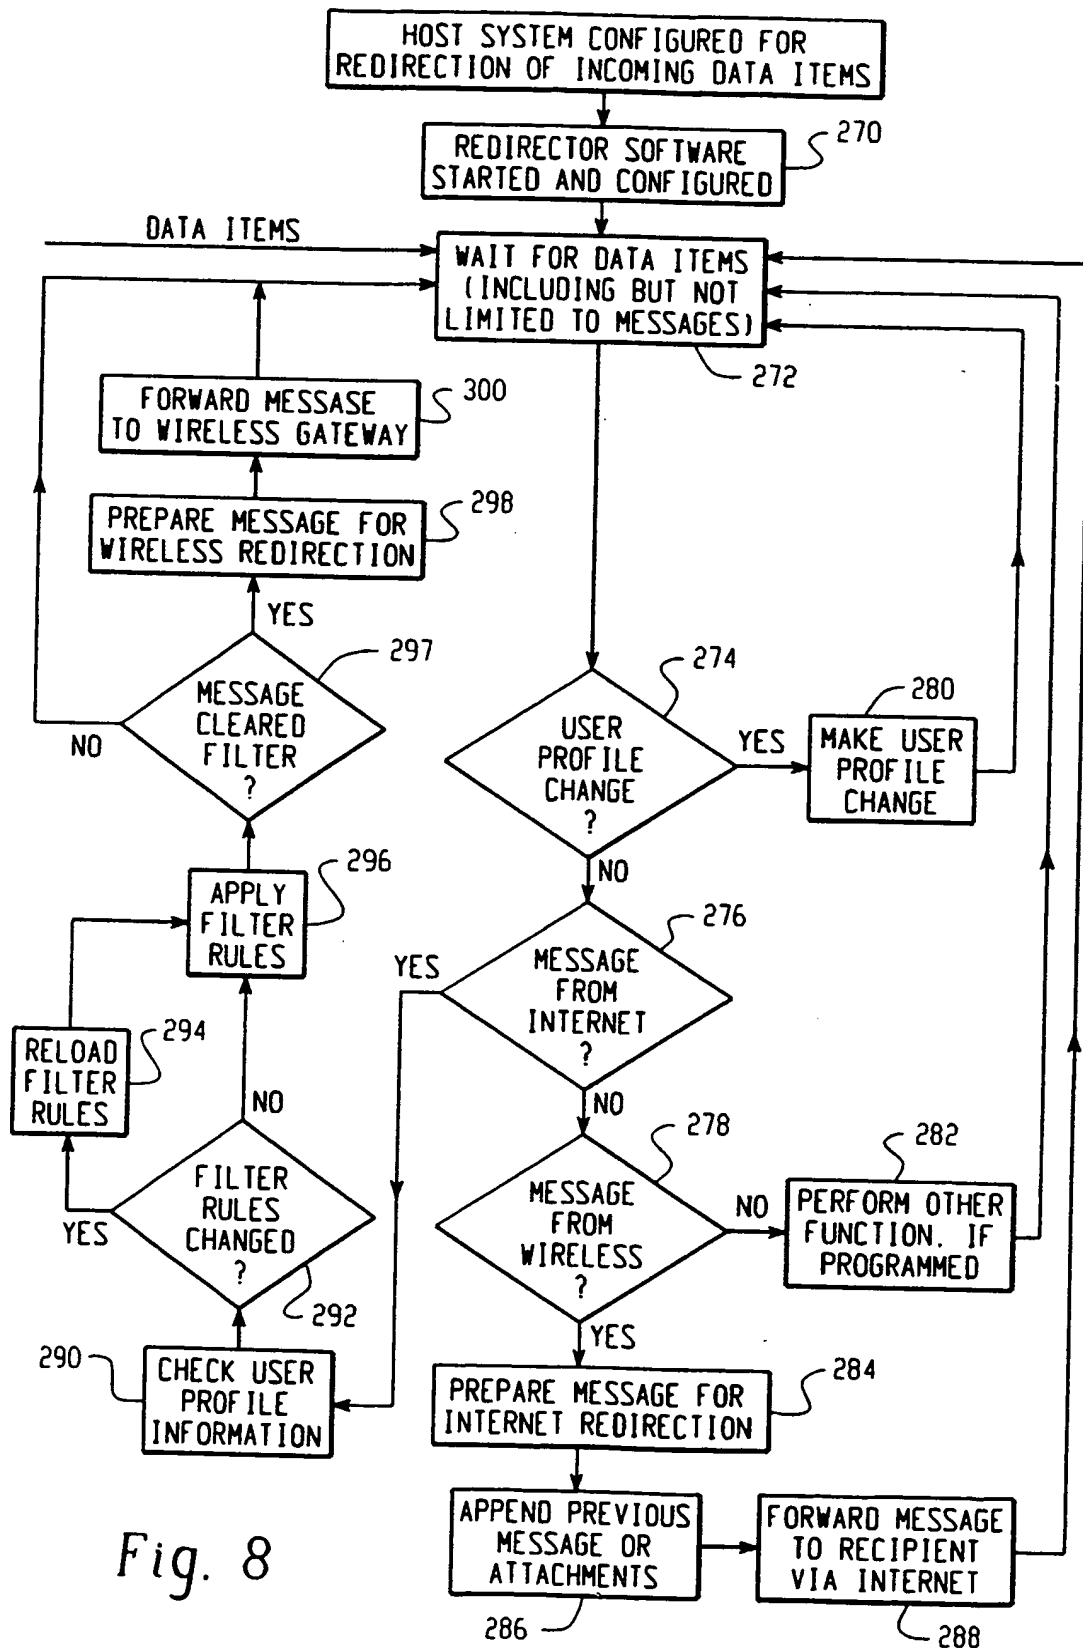 HOST SYSTEM CONFIGURED FOR
REDIRECTION OF INCOMING DATA ITEMS
REDIRECTOR SOFTWARE
STARTED AND CONFIGURED
270
DATA ITEMS
WAIT FOR DATA ITEMS
(INCLUDING BUT NOT
LIMITED TO MESSAGES)
272
FORWARD MESSASE
TO WIRELESS GATEWAY
300
PREPARE MESSAGE FOR
WIRELESS REDIRECTION
298
YES
MESSAGE
CLEARED
FILTER
?
297
NO
USER
PROFILE
CHANGE
?
274
YES
MAKE USER
PROFILE
CHANGE
280
NO
APPLY
FILTER
RULES
296
MESSAGE
FROM
INTERNET
?
276
YES
NO
RELOAD
FILTER
RULES
294
NO
FILTER
RULES
CHANGED
?
292
YES
MESSAGE
FROM
WIRELESS
?
278
NO
PERFORM OTHER
FUNCTION. IF
PROGRAMMED
282
YES
290
CHECK USER
PROFILE
INFORMATION
PREPARE MESSAGE FOR
INTERNET REDIRECTION
284
APPEND PREVIOUS
MESSAGE OR
ATTACHMENTS
286
FORWARD MESSAGE
TO RECIPIENT
VIA INTERNET
288
Fig. 8